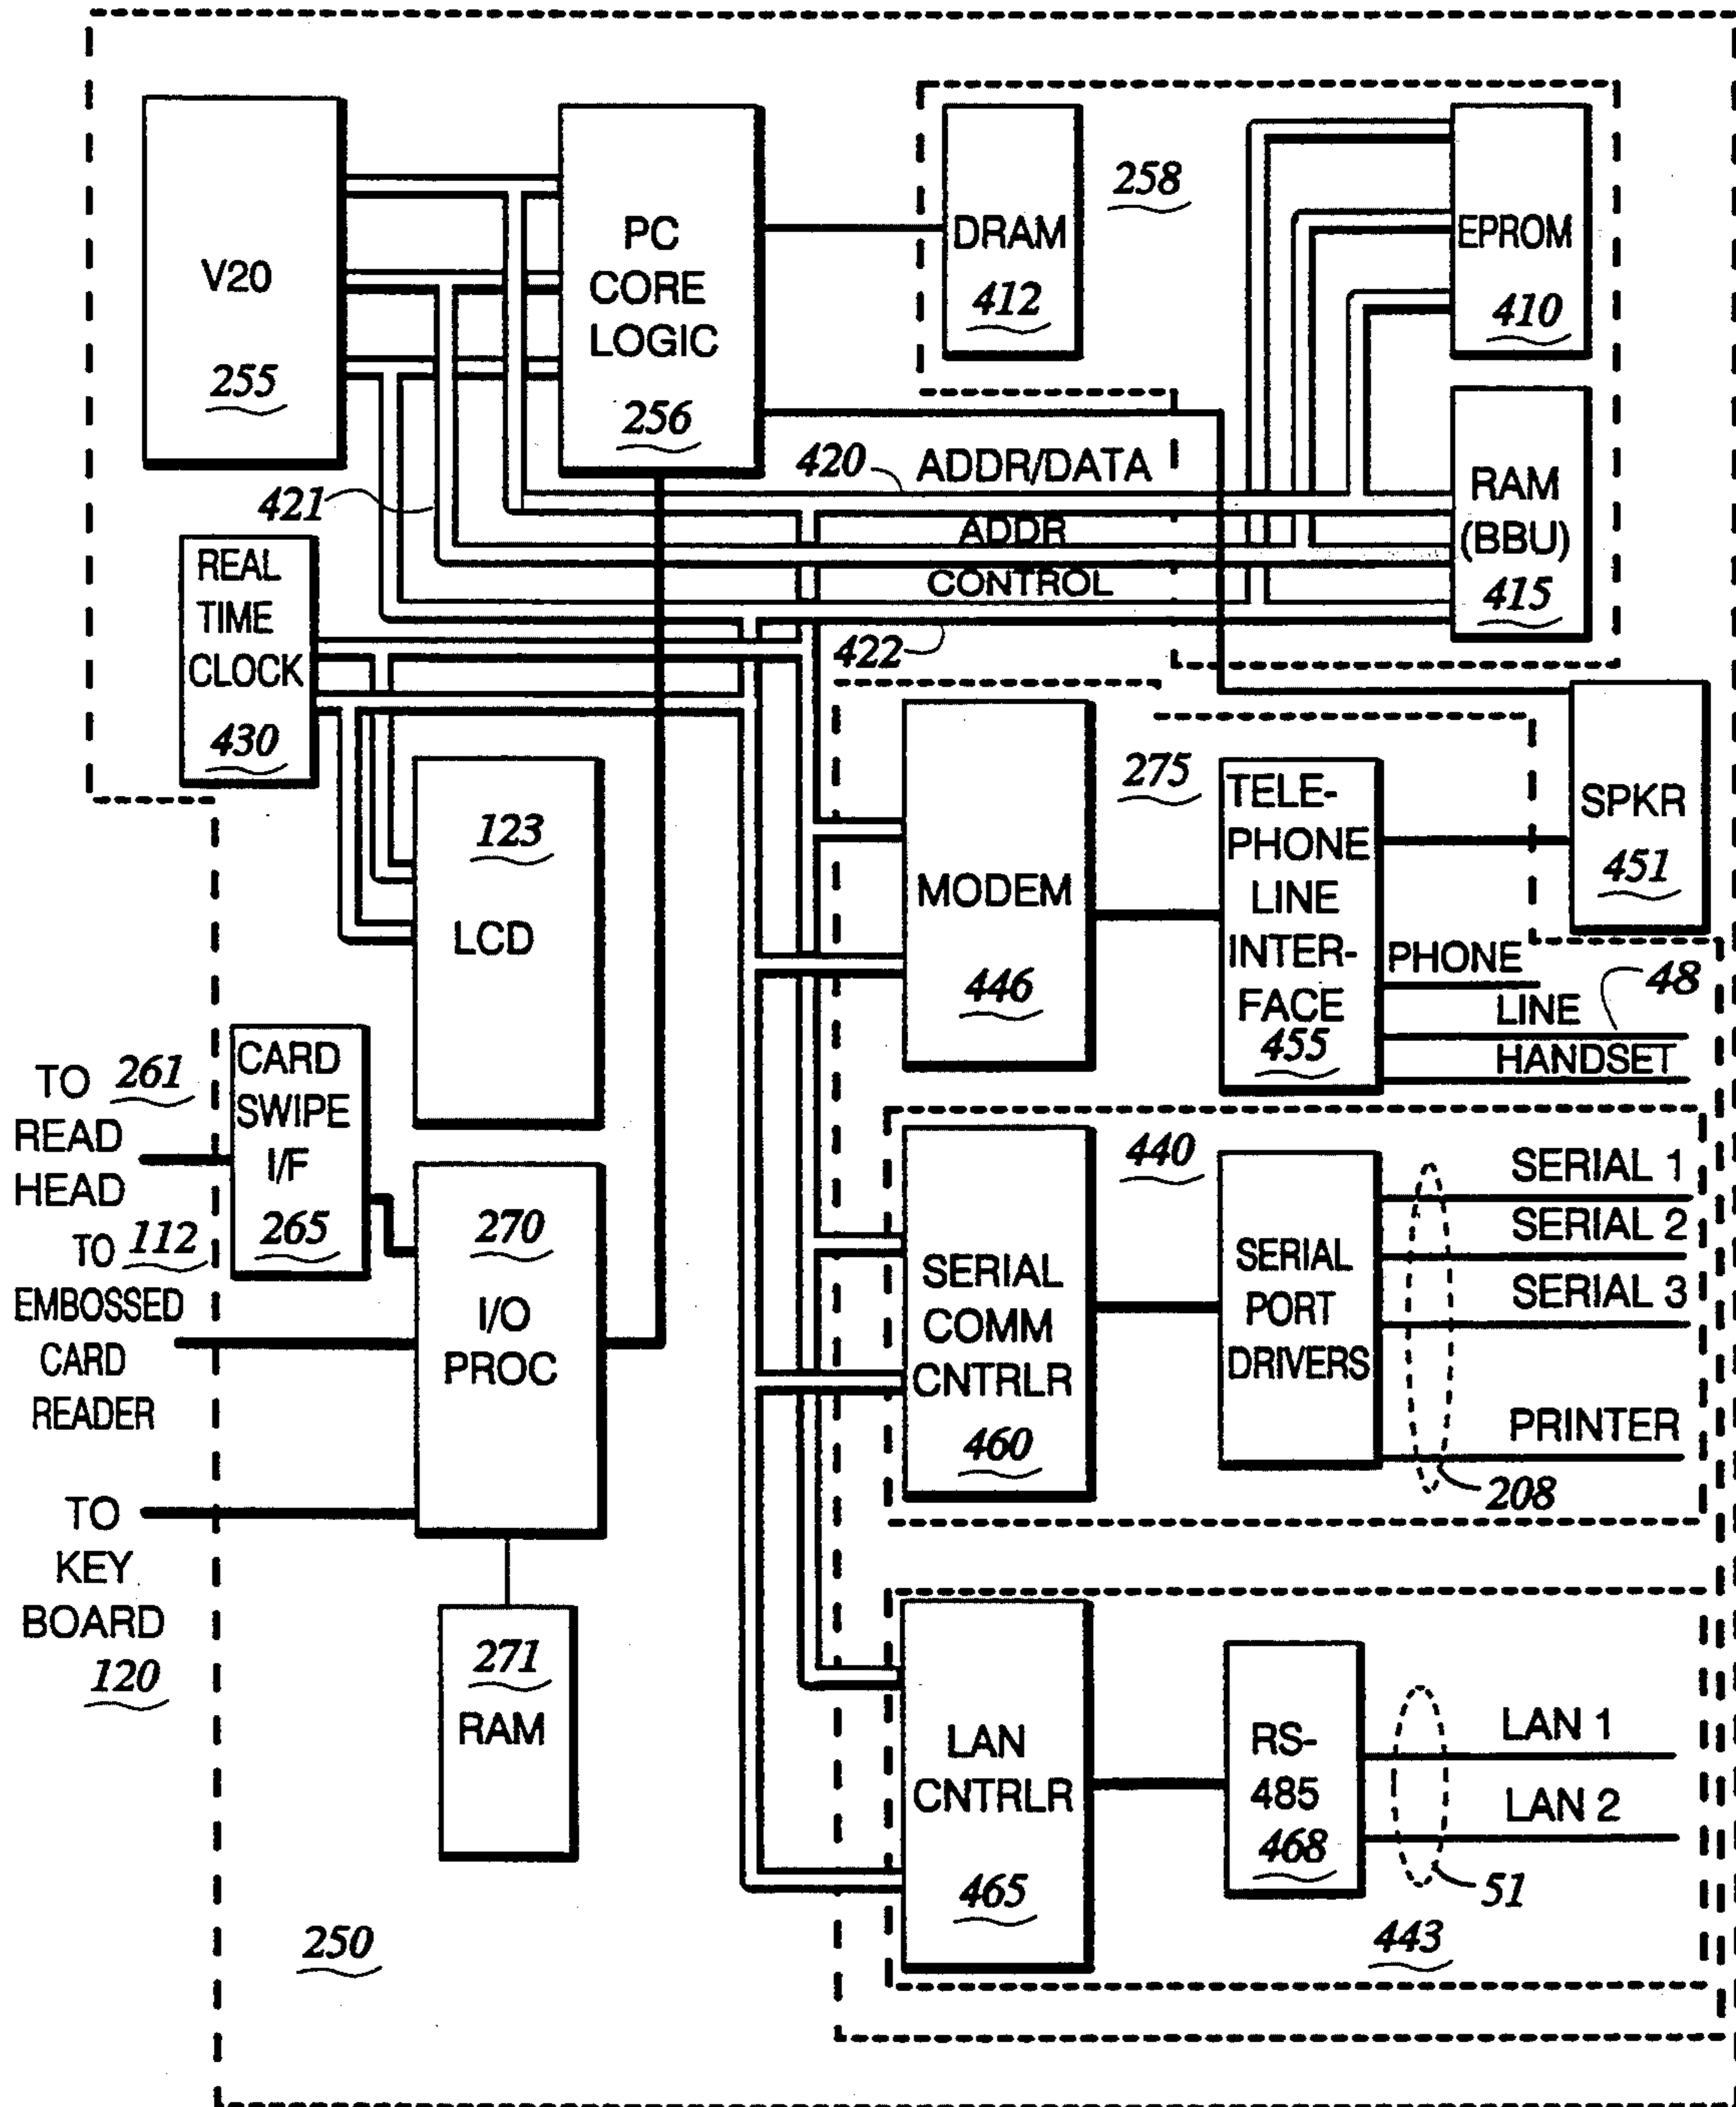 V20
255
PC
CORE
LOGIC
256
DRAM
412
258
EPROM
410
RAM
(BBU)
415
420
ADDR/DATA
421
ADDR
CONTROL
422
REAL
TIME
CLOCK
430
123
LCD
MODEM
446
275
TELE-
PHONE
LINE
INTER-
FACE
455
SPKR
451
PHONE
48
LINE
HANDSET
TO 261
READ
HEAD
CARD
SWIPE
I/F
265
TO 112
EMBOSSED
CARD
READER
270
I/O
PROC
TO
KEY
BOARD
120
271
RAM
440
SERIAL
COMM
CNTRLR
460
SERIAL
PORT
DRIVERS
SERIAL 1
SERIAL 2
SERIAL 3
PRINTER
208
LAN
CNTRLR
465
RS-
485
468
LAN 1
LAN 2
51
443
250